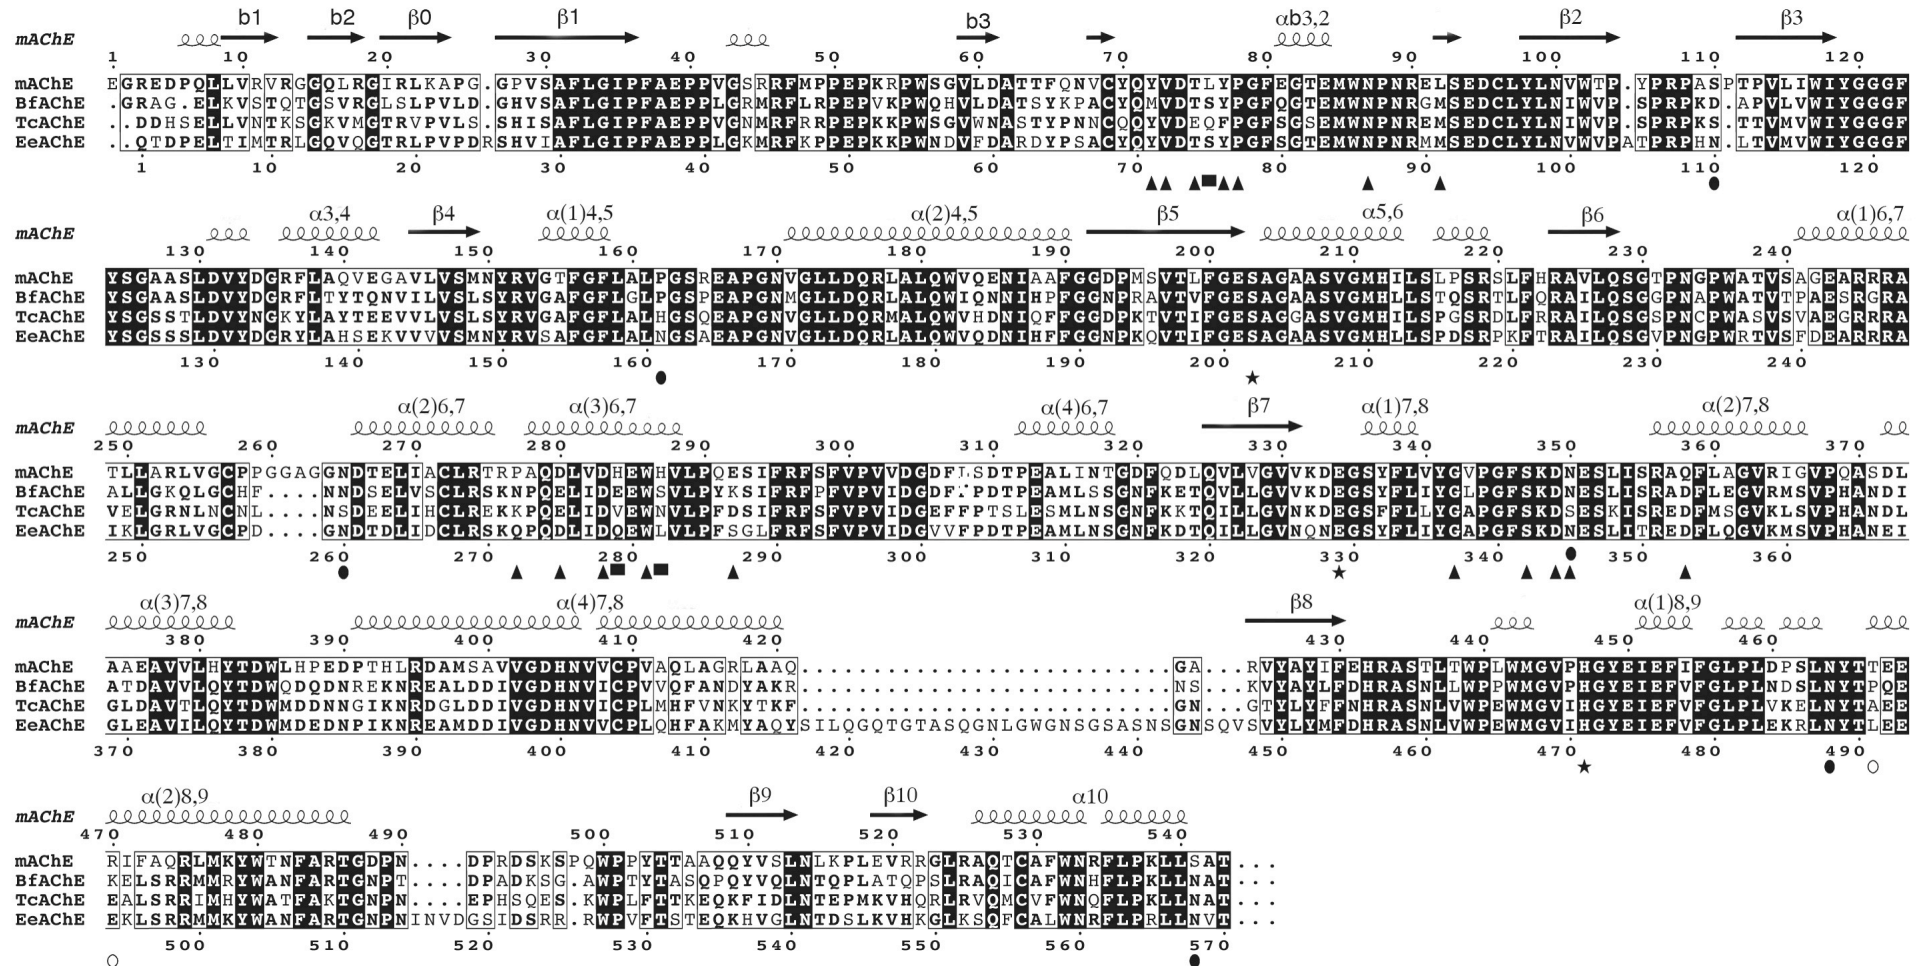 b1 b2 β0 β1 b3 αb3,2 β2 β3
mAChE
1 10 20 30 40 50 60 70 80 90 100 110 120
mAChE EGREDPQLLVRVRGGQLRGIRLKAPG.GPVSAFLGIPFAEPPVGSRRFMPPEPKRPWSGVLDATTFQNVCYQYVDTLYPGFEGTEMWNPNRELSEDCLYLNVWTP.YPRPASPTPVLIWIYGGGF
BfAChE .GRAG.ELKVSTQTGSVRGLSLPVLD.GHVSAFLGIPFAEPPLGRMRFLRPEPVKPWQHVLDATSYKPACYQMVDTSYPGFQGTEMWNPNRGMSEDCLYLNIWVP.SPRPKD.APVLVWIYGGGF
TcAChE ..DDHSELLVNTKSGKVMGTRVPVLS.SHISAFLGIPFAEPPVGNMRFRRPEPKKPWSGVWNASTYPNNCQQYVDEQFPGFSGSEMWNPNREMSEDCLYLNIWVP.SPRPKS.TTVMVWIYGGGF
EeAChE ..QTDPELTIMTRLGQVQGTRLPVPDRSHVIAFLGIPFAEPPLGKMRFKPPEPKKPWNDVFDARDYPSACYQYVDTSYPGFSGTEMWNPNRMMSEDCLYLNVWVPATPRPHN.LTVMVWIYGGGF
1 10 20 30 40 50 60 70 80 90 100 110 120
α3,4 β4 α(1)4,5 α(2)4,5 β5 α5,6 β6 α(1)6,7
mAChE
130 140 150 160 170 180 190 200 210 220 230 240
mAChE YSGAASLDVYDGRFLAQVEGAVLVSMNYRVGTFGFLALPGSREAPGNVGLLDQRLALQWVQENIAAFGGDPMSVTLFGESAGAASVGMHILSLPSRSLFHRAVLQSGTPNGPWATVSAGEARRRA
BfAChE YSGAASLDVYDGRFLTYTQNVILVSLSYRVGAFGFLGLPGSPEAPGNMGLLDQRLALQWIQNNIHPFGGNPRAVTVFGESAGAASVGMHLLSTQSRTLFQRAILQSGGPNAPWATVTPAESRGRA
TcAChE YSGSSTLDVYNGKYLAYTEEVVLVSLSYRVGAFGFLALHGSQEAPGNVGLLDQRMALQWVHDNIQFFGGDPKTVTIFGESAGGASVGMHILSPGSRDLFRRAILQSGSPNCPWASVSVAEGRRRA
EeAChE YSGSSSLDVYDGRYLAHSEKVVVVSMNYRVSAFGFLALNGSAEAPGNVGLLDQRLALQWVQDNIHFFGGNPKQVTIFGESAGAASVGMHLLSPDSRPKFTRAILQSGVPNGPWRTVSFDEARRRA
130 140 150 160 170 180 190 200 210 220 230 240
α(2)6,7 α(3)6,7 α(4)6,7 β7 α(1)7,8 α(2)7,8
mAChE
250 260 270 280 290 300 310 320 330 340 350 360 370
mAChE TLLARLVGCPPGGAGGNDTELIACLRTRPAQDLVDHEWHVLPQESIFRFSFVPVVDGDFLSDTPEALINTGDFQDLQVLVGVVKDEGSYFLVYGVPGFSKDNESLISRAQFLAGVRIGVPQASDL
BfAChE ALLGKQLGCHF....NNDSELVSCLRSKNPQELIDEEWSVLPYKSIFRFPFVPVIDGDFFPDTPEAMLSSGNFKETQVLLGVVKDEGSYFLIYGLPGFSKDNESLISRADFLEGVRMSVPHANDI
TcAChE VELGRNLNCNL....NSDEELIHCLREKKPQELIDVEWNVLPFDSIFRFSFVPVIDGEFFPTSLESMLNSGNFKKTQILLGVNKDEGSFFLLYGAPGFSKDSESKISREDFMSGVKLSVPHANDL
EeAChE IKLGRLVGCPD....GNDTDLIDCLRSKQPQDLIDQEWLVLPFSGLFRFSFVPVIDGVVFPDTPEAMLNSGNFKDTQILLGVNQNEGSYFLIYGAPGFSKDNESLITREDFLQGVKMSVPHANEI
250 260 270 280 290 300 310 320 330 340 350 360
α(3)7,8 α(4)7,8 β8 α(1)8,9
mAChE
380 390 400 410 420 430 440 450 460
mAChE AAEAVVLHYTDWLHPEDPTHLRDAMSAVVGDHNVVCPVAQLAGRLAAQ..........................GA...RVYAYIFEHRASTLTWPLWMGVPHGYEIEFIFGLPLDPSLNYTTEE
BfAChE ATDAVVLQYTDWQDQDNREKNREALDDIVGDHNVICPVVQFANDYAKR..........................NS...KVYAYLFDHRASNLLWPPWMGVPHGYEIEFVFGLPLNDSLNYTPQE
TcAChE GLDAVTLQYTDWMDDNNGIKNRDGLDDIVGDHNVICPLMHFVNKYTKF..........................GN...GTYLYFFNHRASNLVWPEWMGVIHGYEIEFVFGLPLVKELNYTAEE
EeAChE GLEAVILQYTDWMDEDNPIKNREAMDDIVGDHNVVCPLQHFAKMYAQYSILQGQTGTASQGNLGWGNSGSASNSGNSQVSVYLYMFDHRASNLVWPEWMGVIHGYEIEFVFGLPLEKRLNYTLEE
370 380 390 400 410 420 430 440 450 460 470 480 490
α(2)8,9 β9 β10 α10
mAChE
470 480 490 500 510 520 530 540
mAChE RIFAQRLMKYWTNFARTGDPN....DPRDSKSPQWPPYTTAAQQYVSLNLKPLEVRRGLRAQTCAFWNRFLPKLLSAT...
BfAChE KELSRRMMRYWANFARTGNPT....DPADKSG.AWPTYTASQPQYVQLNTQPLATQPSLRAQICAFWNHFLPKLLNAT...
TcAChE EALSRRIMHYWATFAKTGNPN....EPHSQES.KWPLFTTKEQKFIDLNTEPMKVHQRLRVQMCVFWNQFLPKLLNAT...
EeAChE EKLSRRMMKYWANFARTGNPNINVDGSIDSRR.RWPVFTSTEQKHVGLNTDSLKVHKGLKSQFCALWNRFLPRLLNVT...
500 510 520 530 540 550 560 570